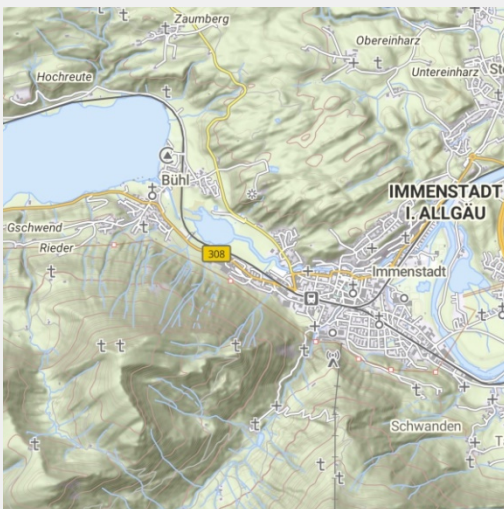 Zaumberg
Obereinharz
Untereinharz
Hochreute
Bühl
IMMENSTADT
I. ALLGÄU
Gschwend
Rieder
308
Immenstadt
Schwanden